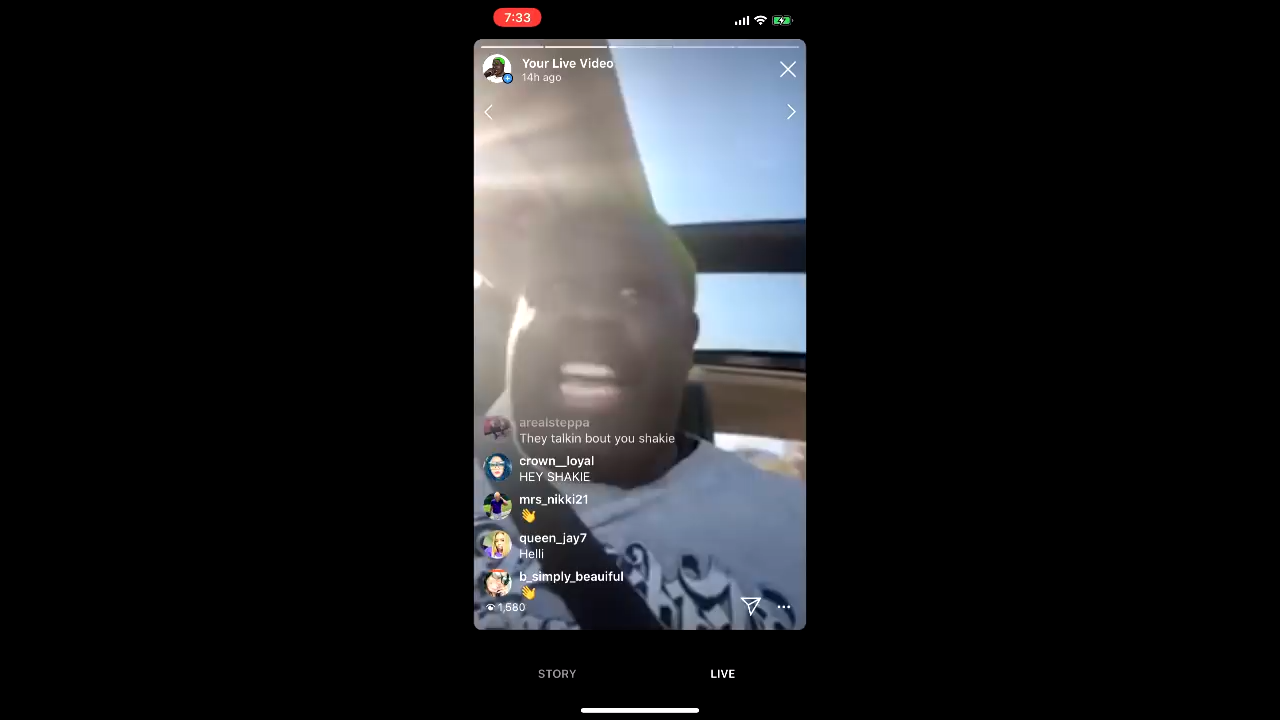 7:33
Your Live Video
14h ago
arealsteppa
They talkin bout you shakie
crown__loyal
HEY SHAKIE
mrs_nikki21
👋
queen_jay7
Helli
b_simply_beauiful
👋
1,580
STORY
LIVE